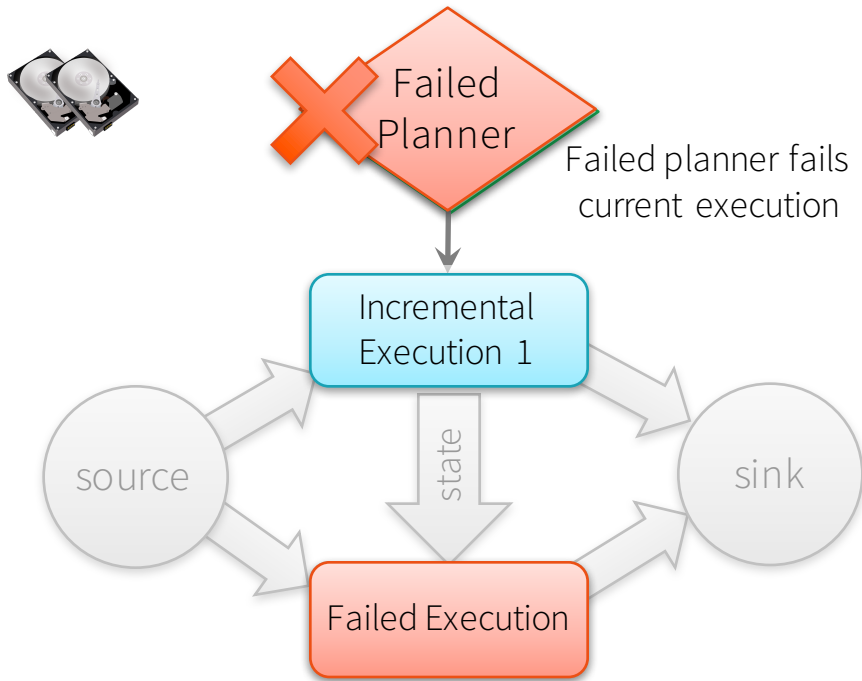 Failed
Planner
Failed planner fails
current execution
Incremental
Execution 1
source
state
sink
Failed Execution